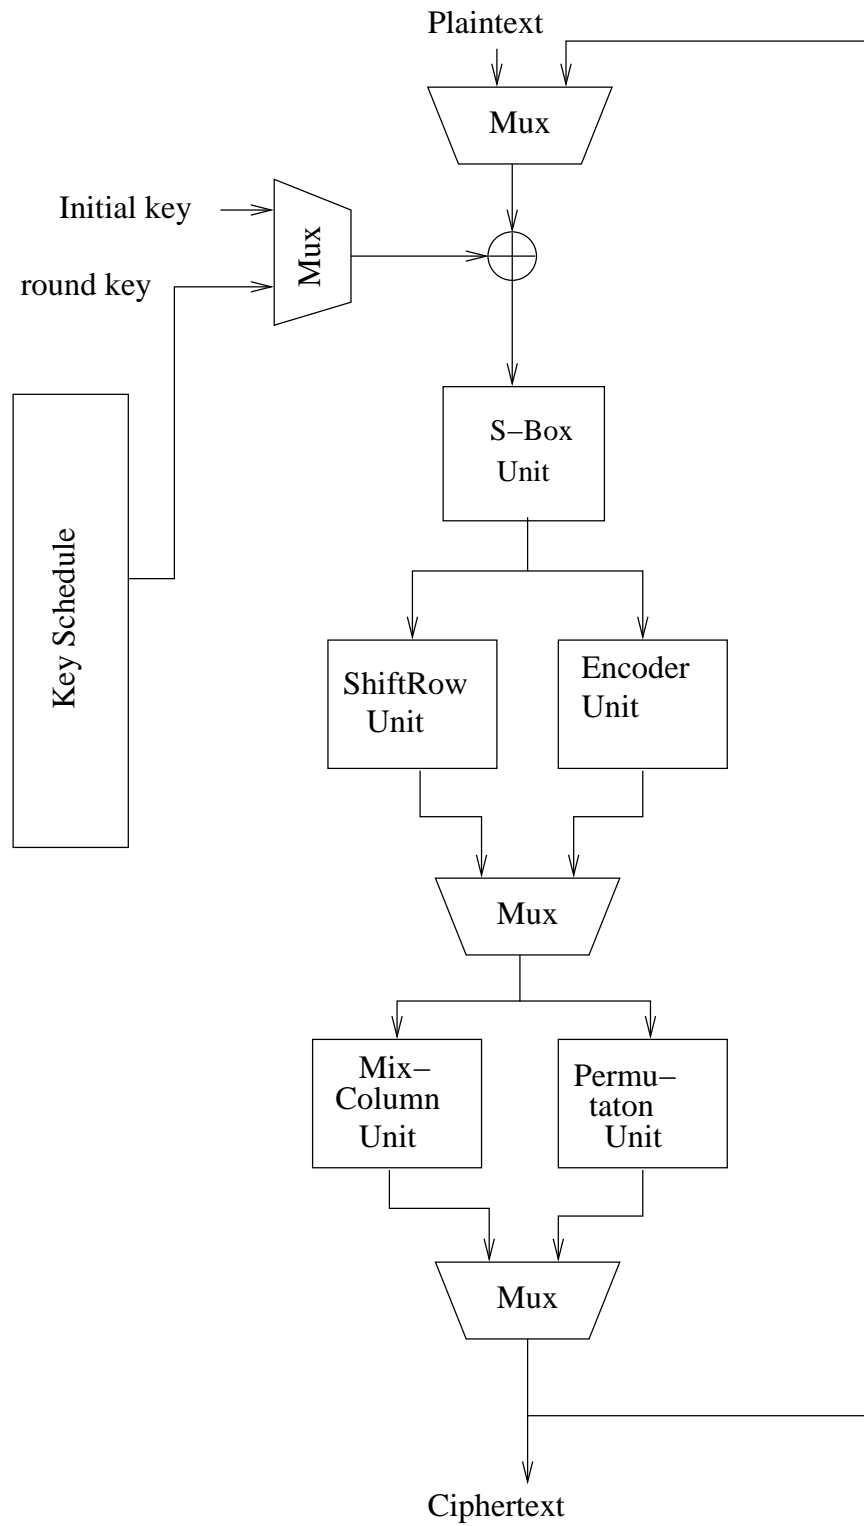 Plaintext
Mux
Initial key
Mux
round key
S−Box
Unit
Key Schedule
ShiftRow
Unit
Encoder
Unit
Mux
Mix−
Column
Unit
Permu−
taton
Unit
Mux
Ciphertext